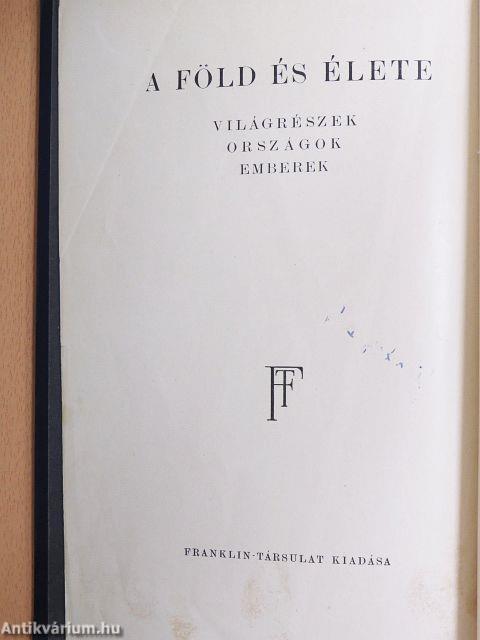 A FÖLD ÉS ÉLETE
VILÁGRÉSZEK
ORSZÁGOK
EMBEREK
FT
FRANKLIN-TÁRSULAT KIADÁSA
Antikvárium.hu